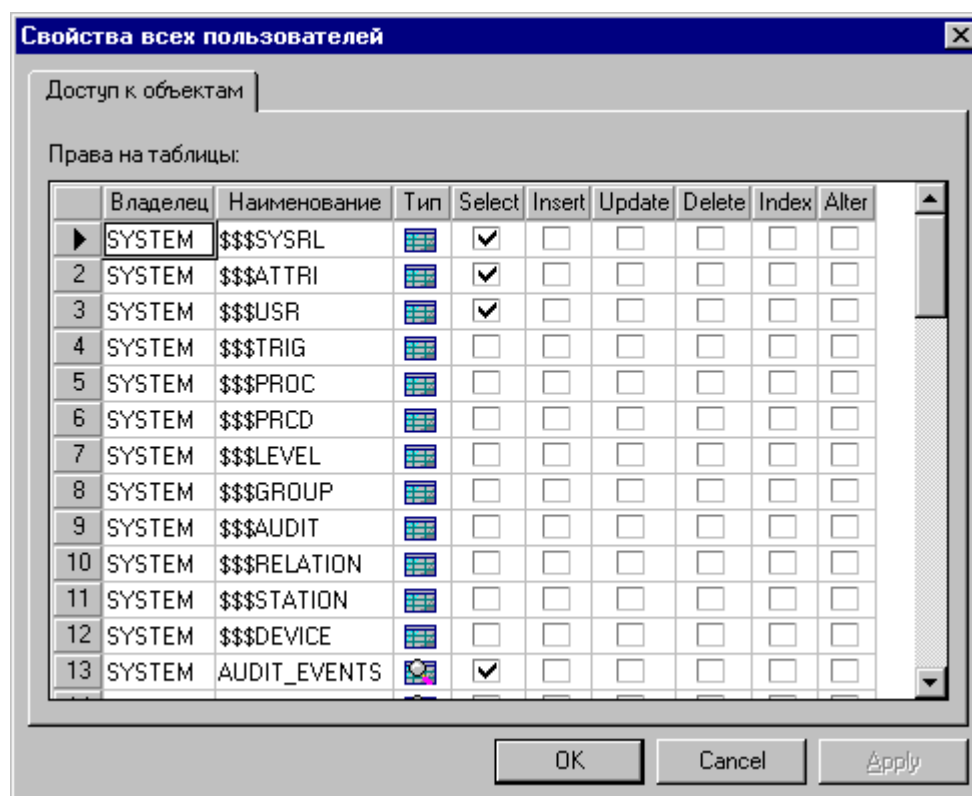 Свойства всех пользователей
Доступ к объектам
Права на таблицы:
Владелец Наименование Тип Select Insert Update Delete Index Alter
SYSTEM $$$SYSRL
2 SYSTEM $$$ATTRI
3 SYSTEM $$$USR
4 SYSTEM $$$TRIG
5 SYSTEM $$$PROC
6 SYSTEM $$$PRCD
7 SYSTEM $$$LEVEL
8 SYSTEM $$$GROUP
9 SYSTEM $$$AUDIT
10 SYSTEM $$$RELATION
11 SYSTEM $$$STATION
12 SYSTEM $$$DEVICE
13 SYSTEM AUDIT_EVENTS
OK Cancel Apply